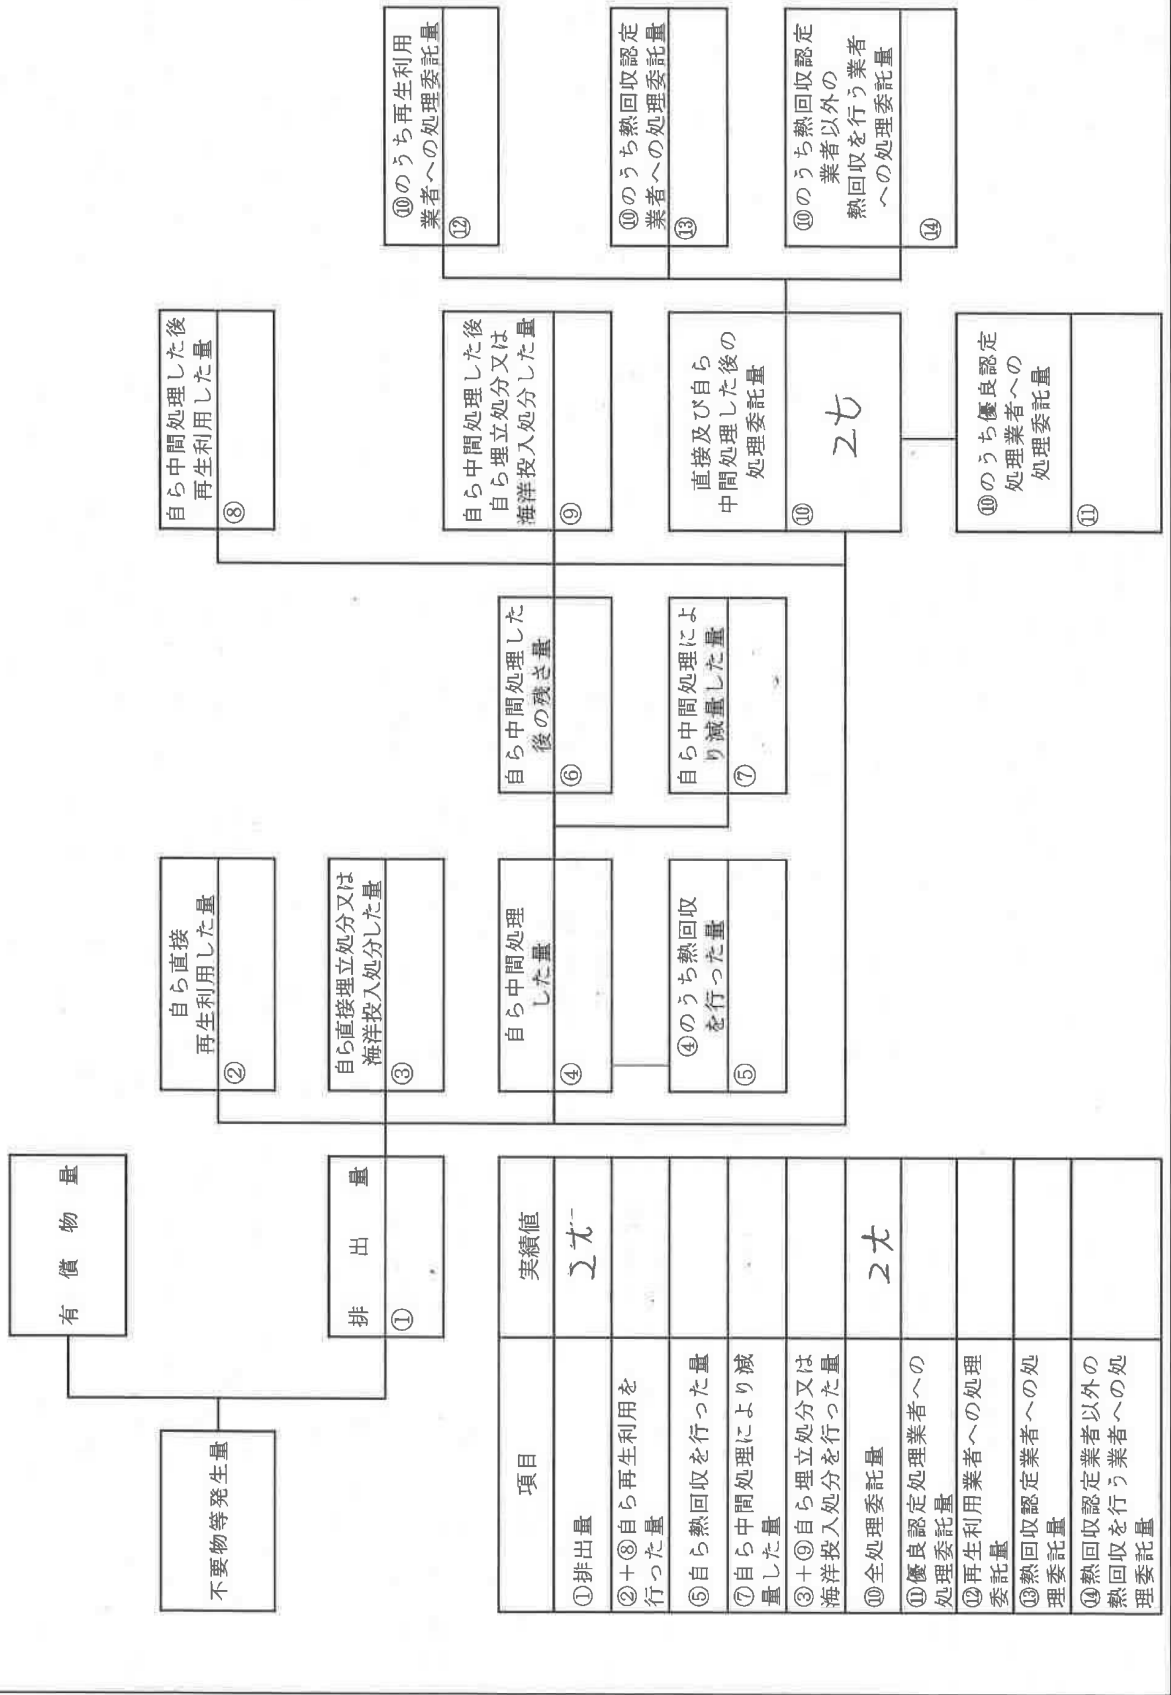 不要物等発生量
有償物量
排出量
①
自ら直接
再生利用した量
②
自ら直接埋立処分又は
海洋投入処分した量
③
自ら中間処理
した量
④
④のうち熱回収
を行った量
⑤
自ら中間処理した
後の残さ量
⑥
自ら中間処理によ
り減量した量
⑦
自ら中間処理した後
再生利用した量
⑧
自ら中間処理した後
自ら埋立処分又は
海洋投入処分した量
⑨
直接及び自ら
中間処理した後の
処理委託量
⑩
2t
⑩のうち優良認定
処理業者への
処理委託量
⑪
⑩のうち再生利用
業者への処理委託量
⑫
⑩のうち熱回収認定
業者への処理委託量
⑬
⑩のうち熱回収認定
業者以外の
熱回収を行う業者
への処理委託量
⑭
項目 実績値
①排出量 2t
②+⑧自ら再生利用を
行った量
⑤自ら熱回収を行った量
⑦自ら中間処理により減
量した量
③+⑨自ら埋立処分又は
海洋投入処分を行った量
⑩全処理委託量 2t
⑪優良認定処理業者への
処理委託量
⑫再生利用業者への処理
委託量
⑬熱回収認定業者への処
理委託量
⑭熱回収認定業者以外の
熱回収を行う業者への処
理委託量